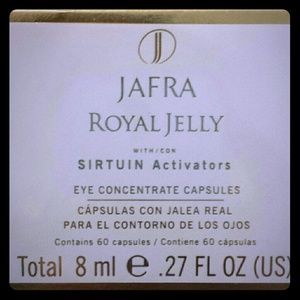 JAFRA
ROYAL JELLY
WITH/CON
SIRTUIN Activators
EYE CONCENTRATE CAPSULES
CÁPSULAS CON JALEA REAL
PARA EL CONTORNO DE LOS OJOS
Contains 60 capsules / Contiene 60 cápsulas
Total 8 ml e .27 FL OZ (US)